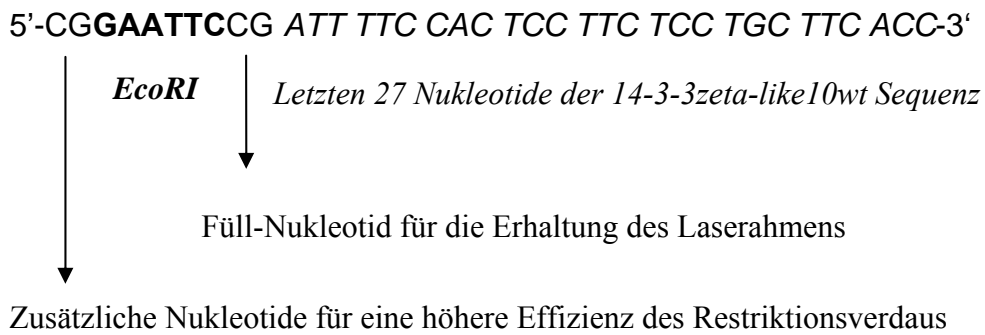 5'-CGGAATTCCG ATT TTC CAC TCC TTC TCC TGC TTC ACC-3‘
EcoRI Letzten 27 Nukleotide der 14-3-3zeta-like10wt Sequenz
Füll-Nukleotid für die Erhaltung des Laserahmens
Zusätzliche Nukleotide für eine höhere Effizienz des Restriktionsverdaus